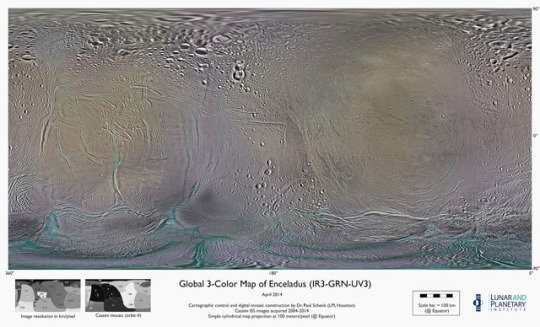 90°
0°
-90°
360°
180°
0°
Global 3-Color Map of Enceladus (IR3-GRN-UV3)
April 2014
Cartographic control and digital mosaic construction by Dr. Paul Schenk (LPI, Houston)
Cassini ISS images acquired 2004-2014
Simple cylindrical map projection at 100 meters/pixel (@ Equator)
Image resolution in km/pixel
Cassini mosaic (orbit #)
Scale bar = 100 km
(@ Equator)
LUNAR AND
PLANETARY
INSTITUTE